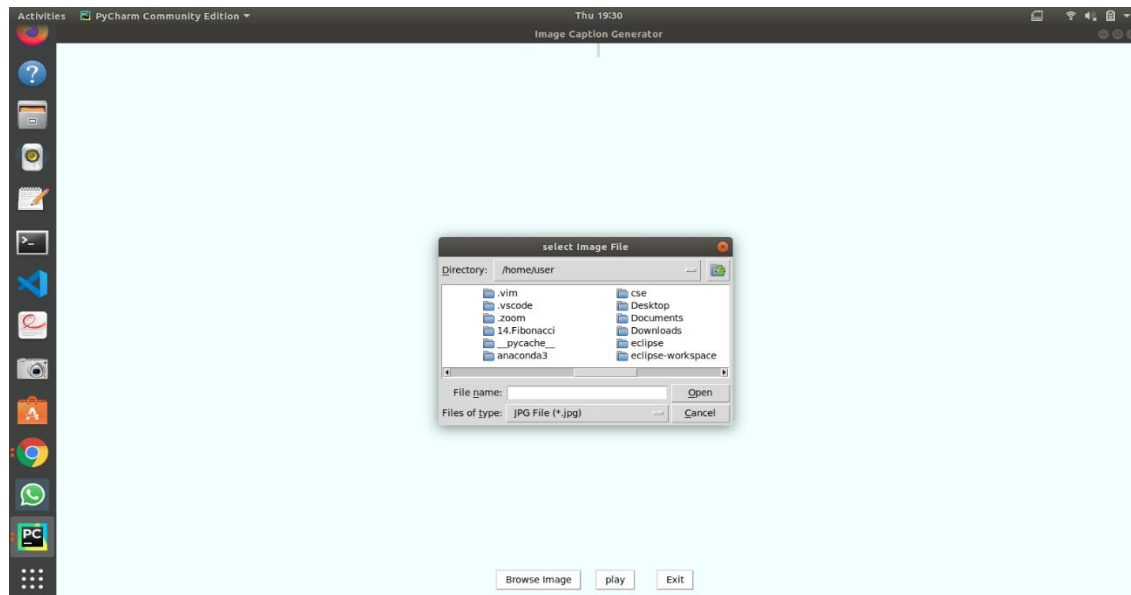 Activities PyCharm Community Edition Thu 19:30
Image Caption Generator
select Image File
Directory: /home/user
.vim cse
.vscode Desktop
.zoom Documents
14.Fibonacci Downloads
__pycache__ eclipse
anaconda3 eclipse-workspace
File name: Open
Files of type: JPG File (*.jpg) Cancel
PC
Browse Image play Exit